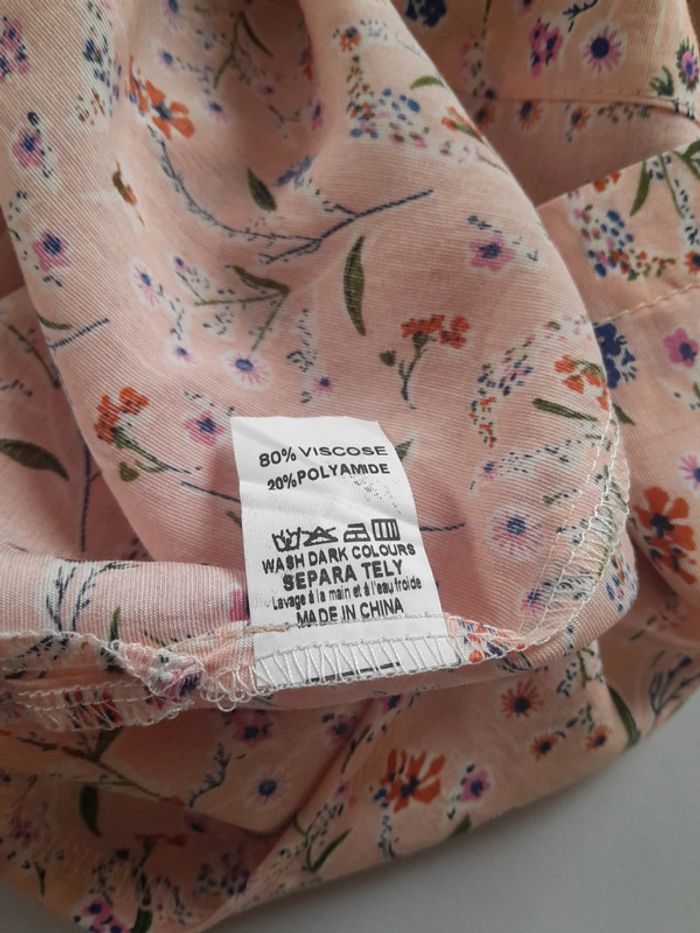 80% VISCOSE
20% POLYAMIDE
WASH DARK COLOURS
SEPARA TELY
Lavage à la main et à l'eau froide
MADE IN CHINA